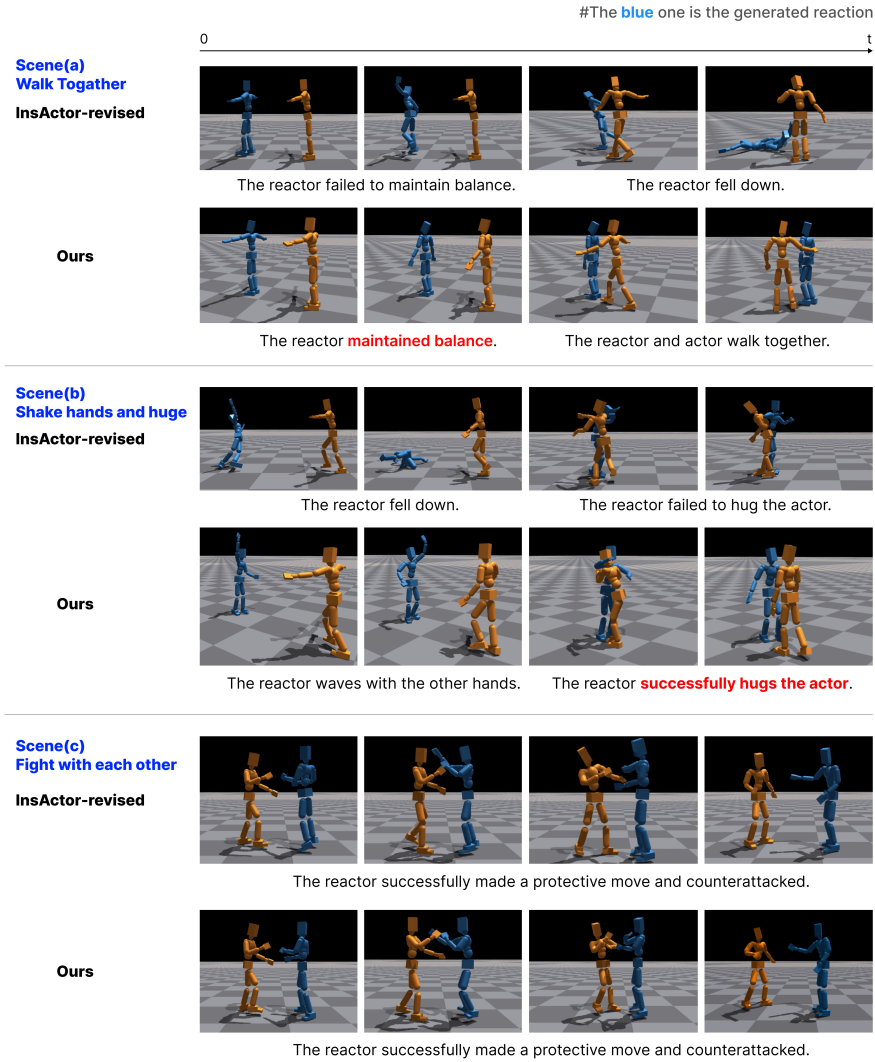 #The blue one is the generated reaction
0 t
Scene(a)
Walk Togather
InsActor-revised
The reactor failed to maintain balance. The reactor fell down.
Ours
The reactor maintained balance. The reactor and actor walk together.
Scene(b)
Shake hands and huge
InsActor-revised
The reactor fell down. The reactor failed to hug the actor.
Ours
The reactor waves with the other hands. The reactor successfully hugs the actor.
Scene(c)
Fight with each other
InsActor-revised
The reactor successfully made a protective move and counterattacked.
Ours
The reactor successfully made a protective move and counterattacked.